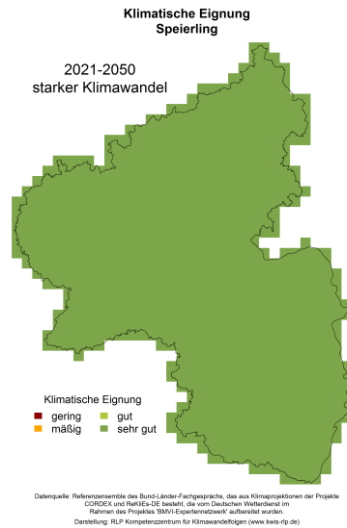 Klimatische Eignung
Speierling
2021-2050
starker Klimawandel
Klimatische Eignung
gering gut
mäßig sehr gut
Datenquelle: Referenzensemble des Bund-Länder-Fachgesprächs, das aus Klimaprojektionen der Projekte
CORDEX und ReKliEs-DE besteht, die vom Deutschen Wetterdienst im
Rahmen des Projektes 'BMVI-Expertennetzwerk' aufbereitet wurden.
Darstellung: RLP Kompetenzzentrum für Klimawandelfolgen (www.kwis-rlp.de)